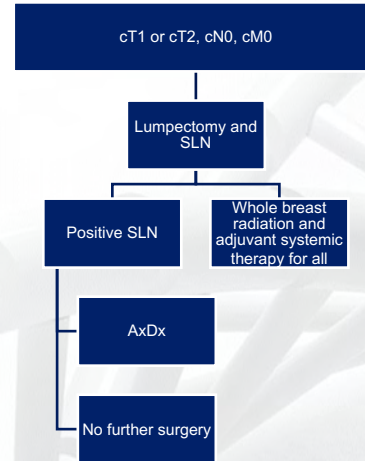 cT1 or cT2, cN0, cM0
Lumpectomy and
SLN
Positive SLN
Whole breast
radiation and
adjuvant systemic
therapy for all
AxDx
No further surgery